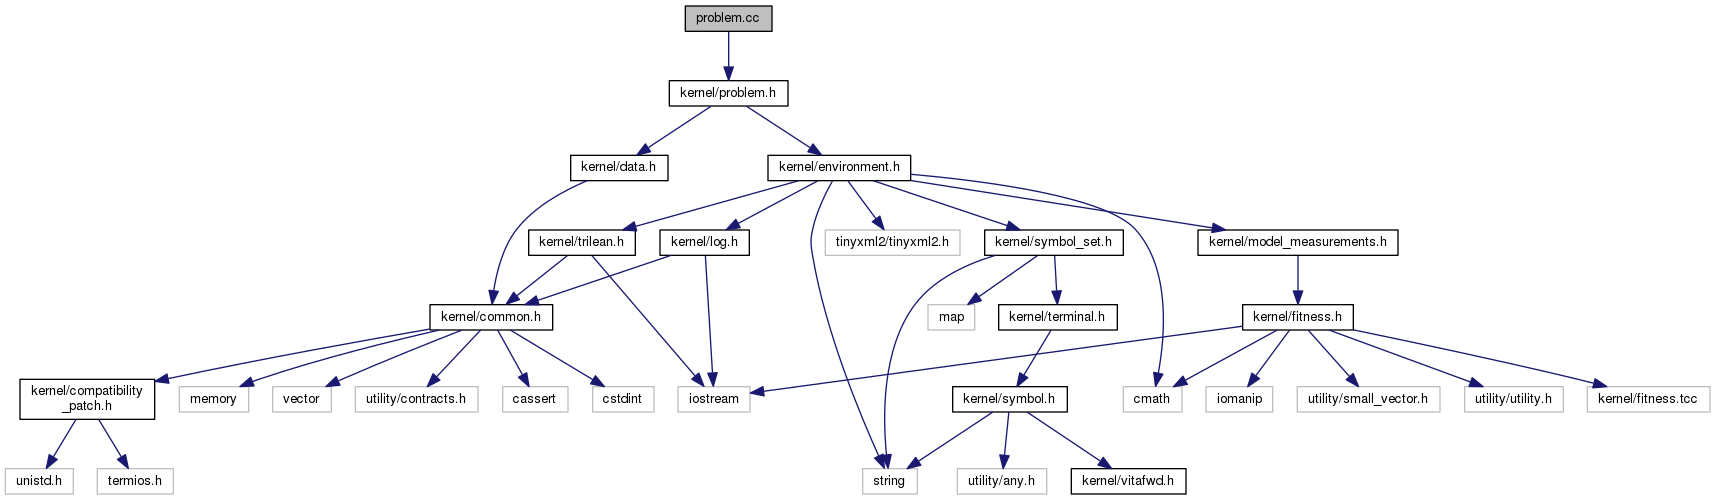 problem.cc
kernel/problem.h
kernel/data.h
kernel/environment.h
kernel/trilean.h
kernel/log.h
tinyxml2/tinyxml2.h
kernel/symbol_set.h
kernel/model_measurements.h
kernel/common.h
map
kernel/terminal.h
kernel/fitness.h
kernel/compatibility
_patch.h
memory
vector
utility/contracts.h
cassert
cstdint
iostream
kernel/symbol.h
cmath
iomanip
utility/small_vector.h
utility/utility.h
kernel/fitness.tcc
unistd.h
termios.h
string
utility/any.h
kernel/vitafwd.h